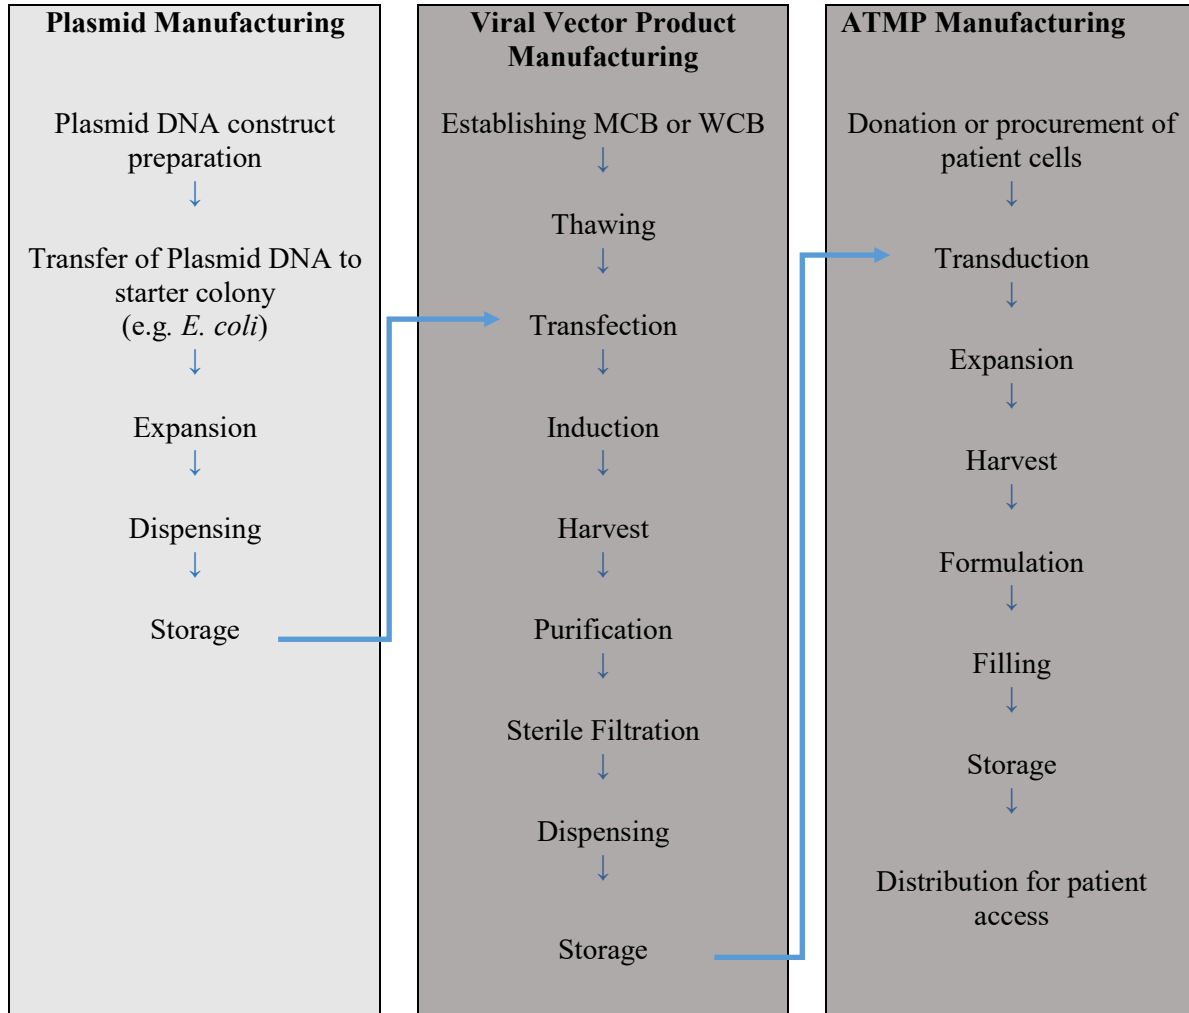 Plasmid Manufacturing
Plasmid DNA construct
preparation
↓
Transfer of Plasmid DNA to
starter colony
(e.g. E. coli)
↓
Expansion
↓
Dispensing
↓
Storage
Viral Vector Product
Manufacturing
Establishing MCB or WCB
↓
Thawing
↓
Transfection
↓
Induction
↓
Harvest
↓
Purification
↓
Sterile Filtration
↓
Dispensing
↓
Storage
ATMP Manufacturing
Donation or procurement of
patient cells
↓
Transduction
↓
Expansion
↓
Harvest
↓
Formulation
↓
Filling
↓
Storage
↓
Distribution for patient
access